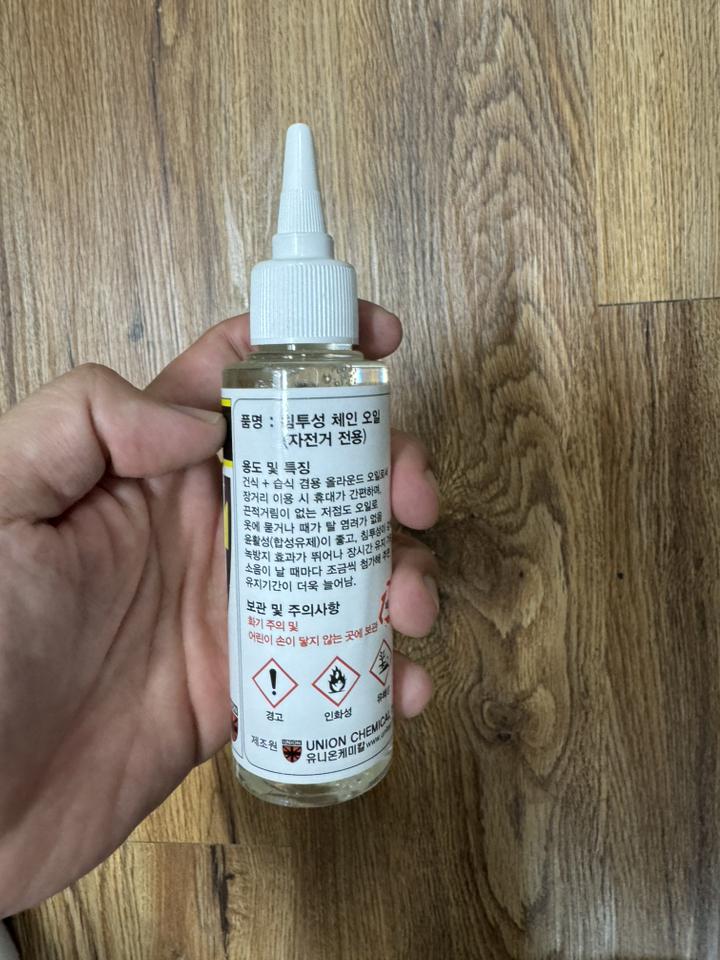 품명 : 침투성 체인 오일
(자전거 전용)
용도 및 특징
건식 + 습식 겸용 올라운드 오일로서
장거리 이용 시 휴대가 간편하며,
끈적거림이 없는 저점도 오일로
옷에 묻거나 때가 탈 염려가 없음
윤활성(합성유제)이 좋고, 침투성이
녹방지 효과가 뛰어나 장시간 유지
소음이 날 때마다 조금씩 첨가해 주면
유지기간이 더욱 늘어남.
보관 및 주의사항
화기 주의 및
어린이 손이 닿지 않는 곳에 보관
경고
인화성
제조원
UNION
UNION CHEMICAL
유니온케미칼